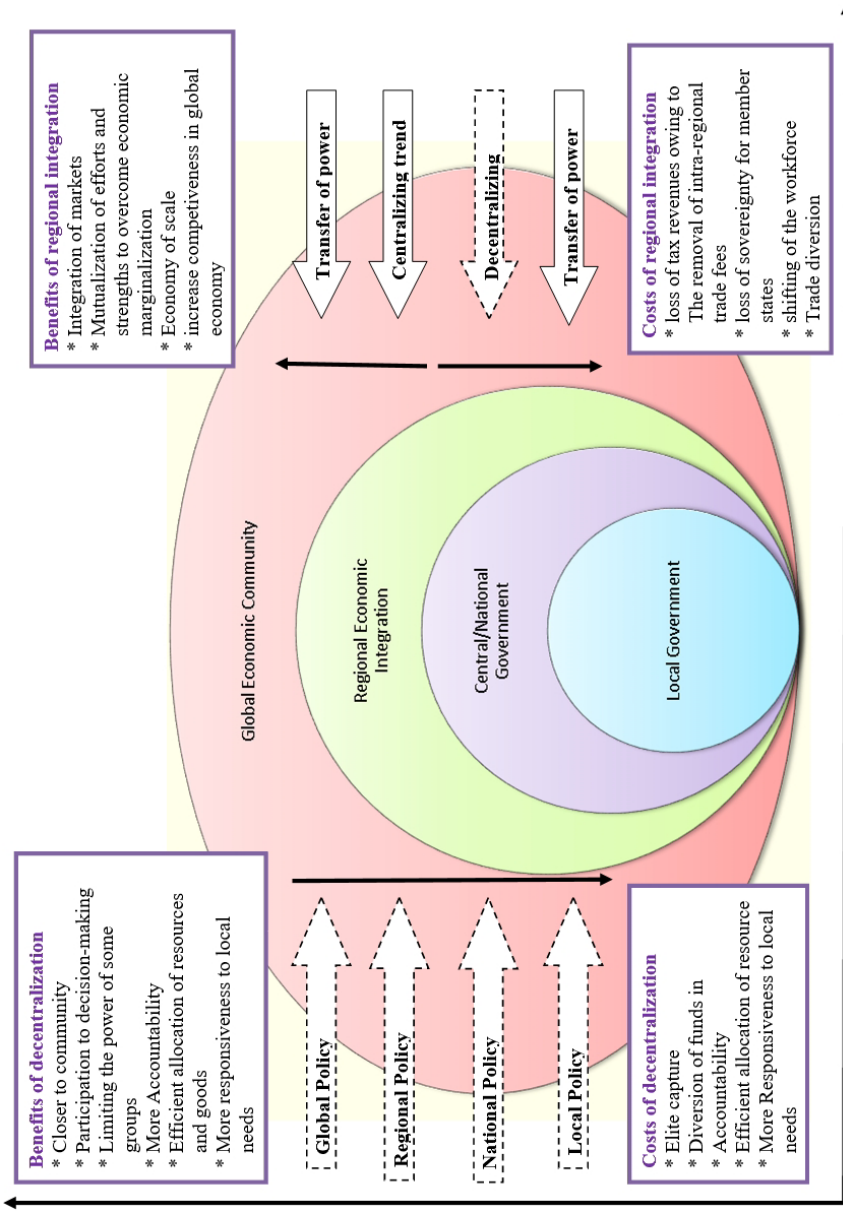 Benefits of decentralization
* Closer to community
* Participation to decision-making
* Limiting the power of some
groups
* More Accountability
* Efficient allocation of resources
and goods
* More responsiveness to local
needs
Benefits of regional integration
* Integration of markets
* Mutualization of efforts and
strengths to overcome economic
marginalization
* Economy of scale
* increase competiveness in global
economy
Global Policy
Regional Policy
National Policy
Local Policy
Global Economic Community
Regional Economic
Integration
Central/National
Government
Local Government
Transfer of power
Centralizing trend
Decentralizing
Transfer of power
Costs of decentralization
* Elite capture
* Diversion of funds in
* Accountability
* Efficient allocation of resource
* More Responsiveness to local
needs
Costs of regional integration
* loss of tax revenues owing to
The removal of intra-regional
trade fees
* loss of sovereignty for member
states
* shifting of the workforce
* Trade diversion